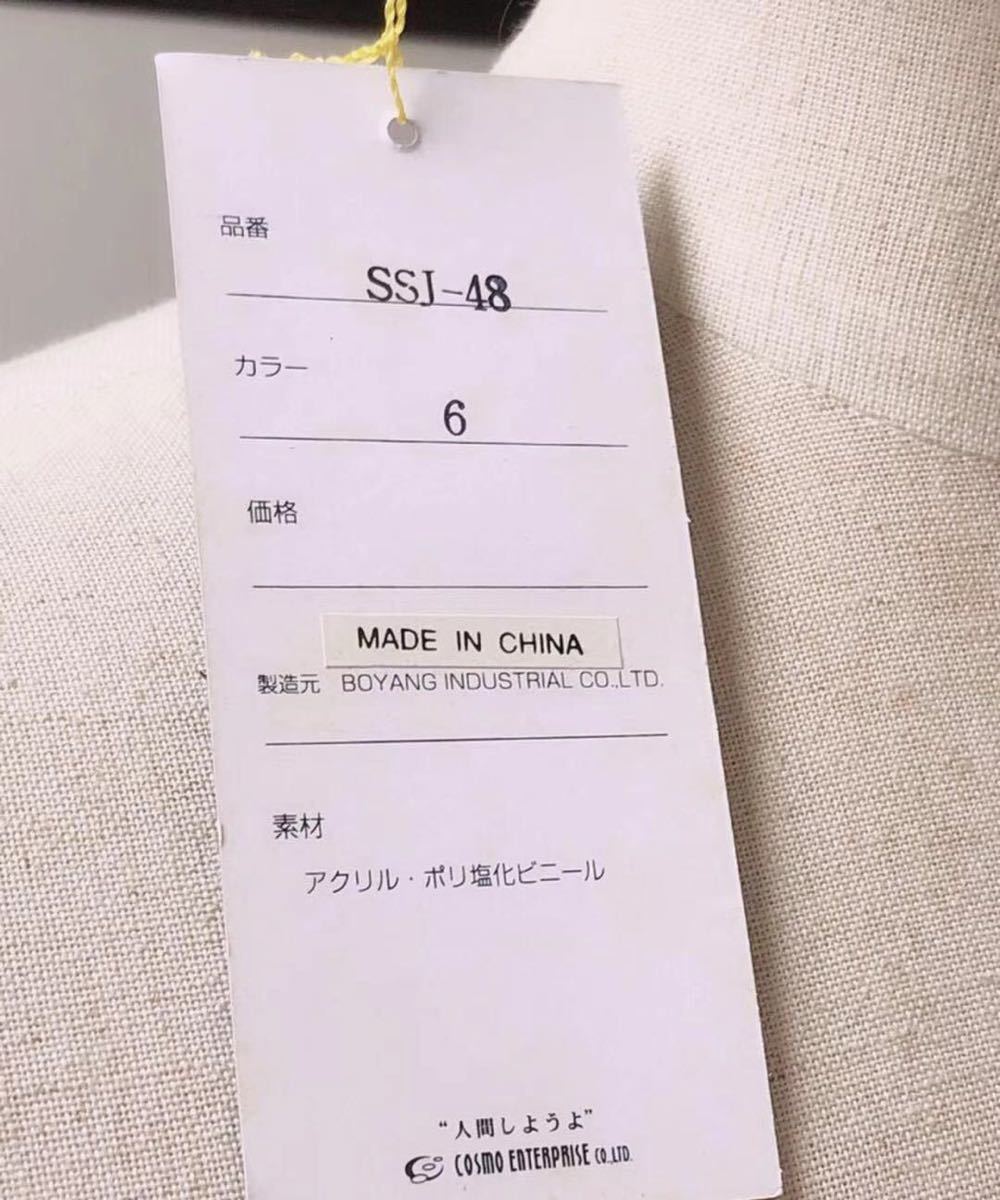 品番
SSJ-48
カラー
6
価格
MADE IN CHINA
製造元 BOYANG INDUSTRIAL CO.,LTD.
素材
アクリル・ポリ塩化ビニール
“人間しようよ”
COSMO ENTERPRISE CO.,LTD.